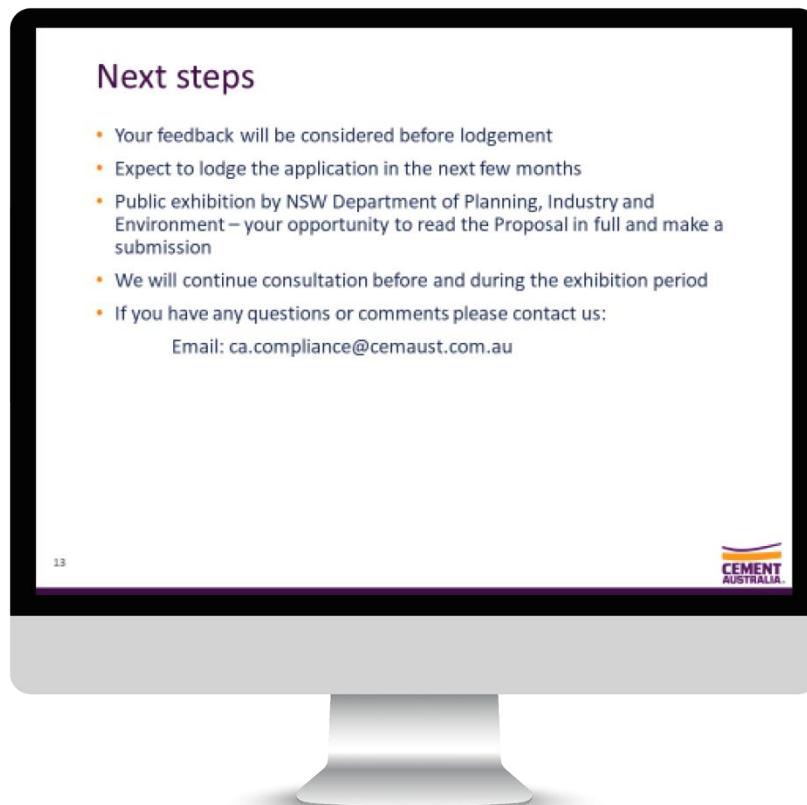 Next steps
• Your feedback will be considered before lodgement
• Expect to lodge the application in the next few months
• Public exhibition by NSW Department of Planning, Industry and
Environment – your opportunity to read the Proposal in full and make a
submission
• We will continue consultation before and during the exhibition period
• If you have any questions or comments please contact us:
Email: ca.compliance@cemaust.com.au
13
CEMENT
AUSTRALIA.